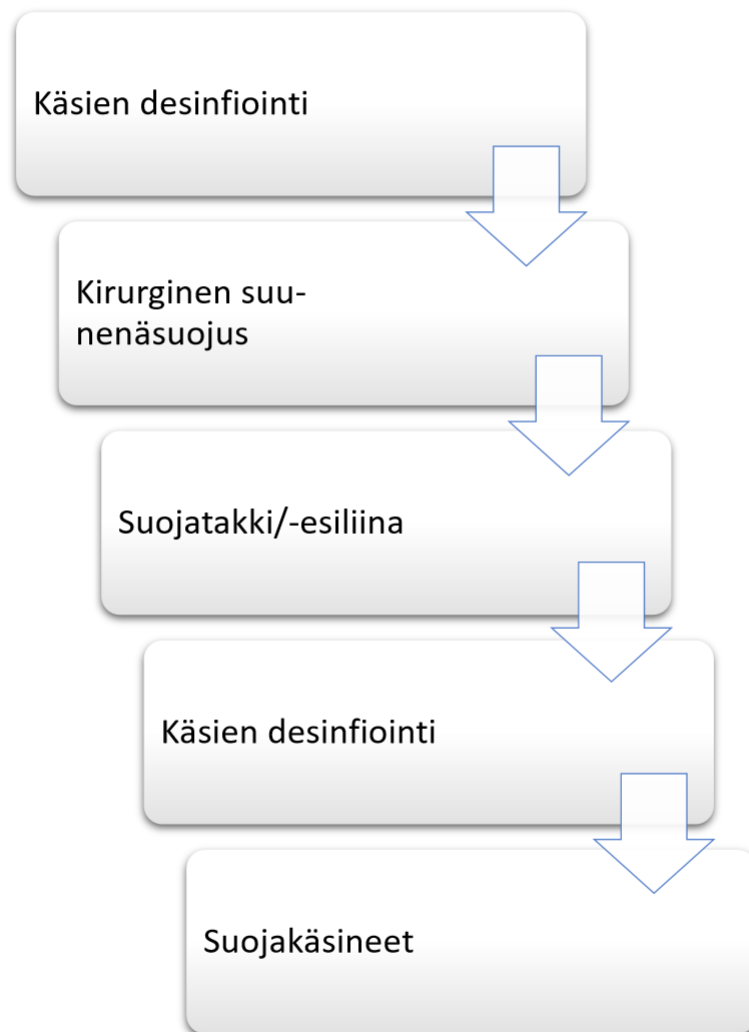 Käsien desinfiointi
Kirurginen suu-
nenäsuojus
Suojatakki/-esiliina
Käsien desinfiointi
Suojakäsineet